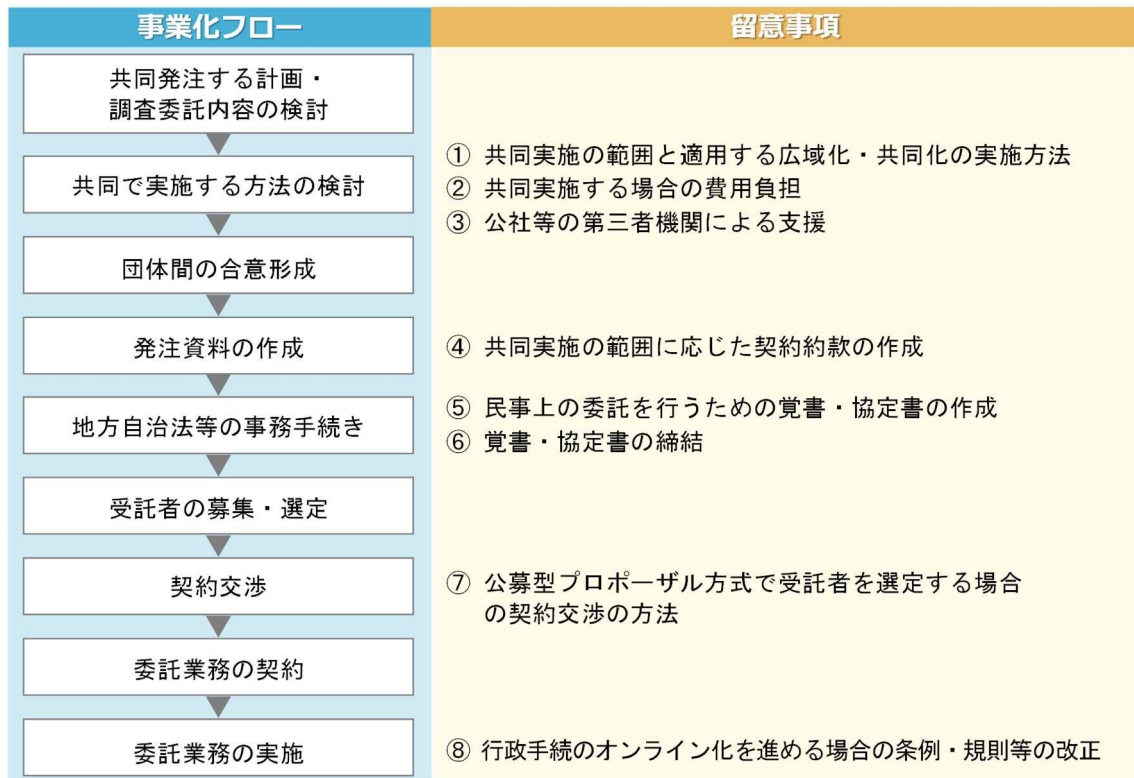 事業化フロー
留意事項
共同発注する計画・
調査委託内容の検討
共同で実施する方法の検討
① 共同実施の範囲と適用する広域化・共同化の実施方法
② 共同実施する場合の費用負担
③ 公社等の第三者機関による支援
団体間の合意形成
発注資料の作成
④ 共同実施の範囲に応じた契約約款の作成
地方自治法等の事務手続き
⑤ 民事上の委託を行うための覚書・協定書の作成
⑥ 覚書・協定書の締結
受託者の募集・選定
契約交渉
⑦ 公募型プロポーザル方式で受託者を選定する場合
の契約交渉の方法
委託業務の契約
委託業務の実施
⑧ 行政手続のオンライン化を進める場合の条例・規則等の改正